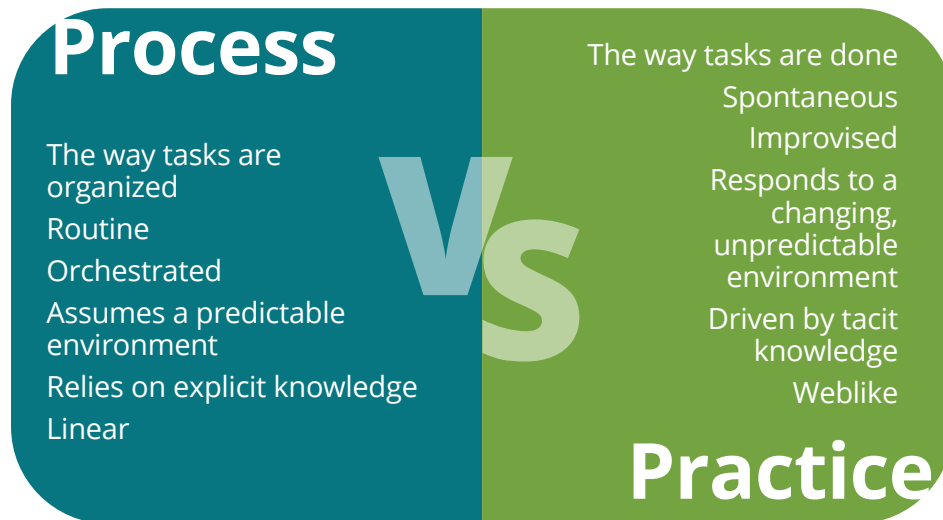 Process
The way tasks are
organized
Routine
Orchestrated
Assumes a predictable
environment
Relies on explicit knowledge
Linear
VS
The way tasks are done
Spontaneous
Improvised
Responds to a
changing,
unpredictable
environment
Driven by tacit
knowledge
Weblike
Practice